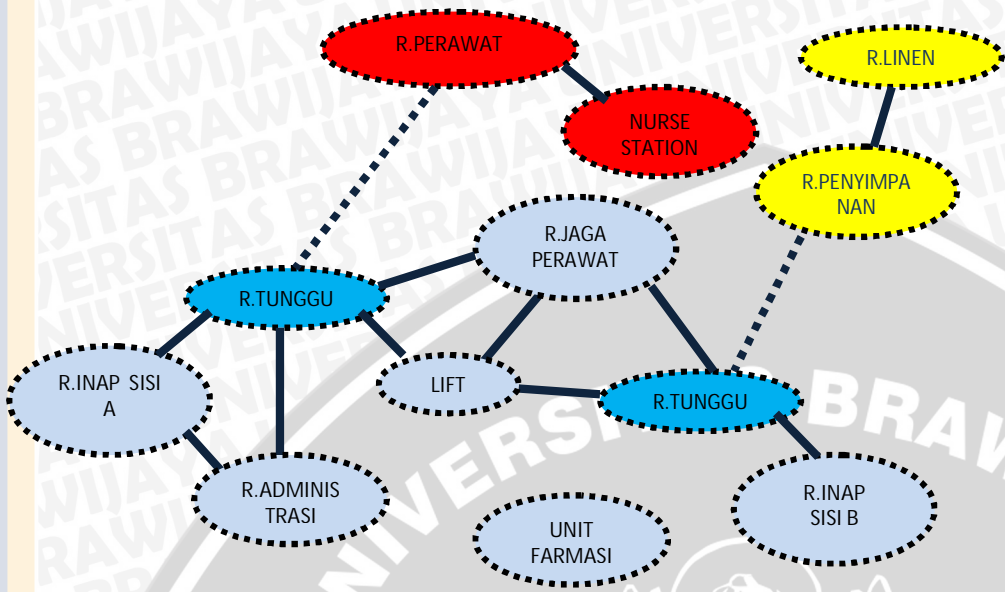 R.PERAWAT
R.LINEN
NURSE
STATION
R.PENYIMPA
NAN
R.JAGA
PERAWAT
R.TUNGGU
R.INAP SISI
A
LIFT
R.TUNGGU
R.ADMINIS
TRASI
R.INAP
SISI B
UNIT
FARMASI